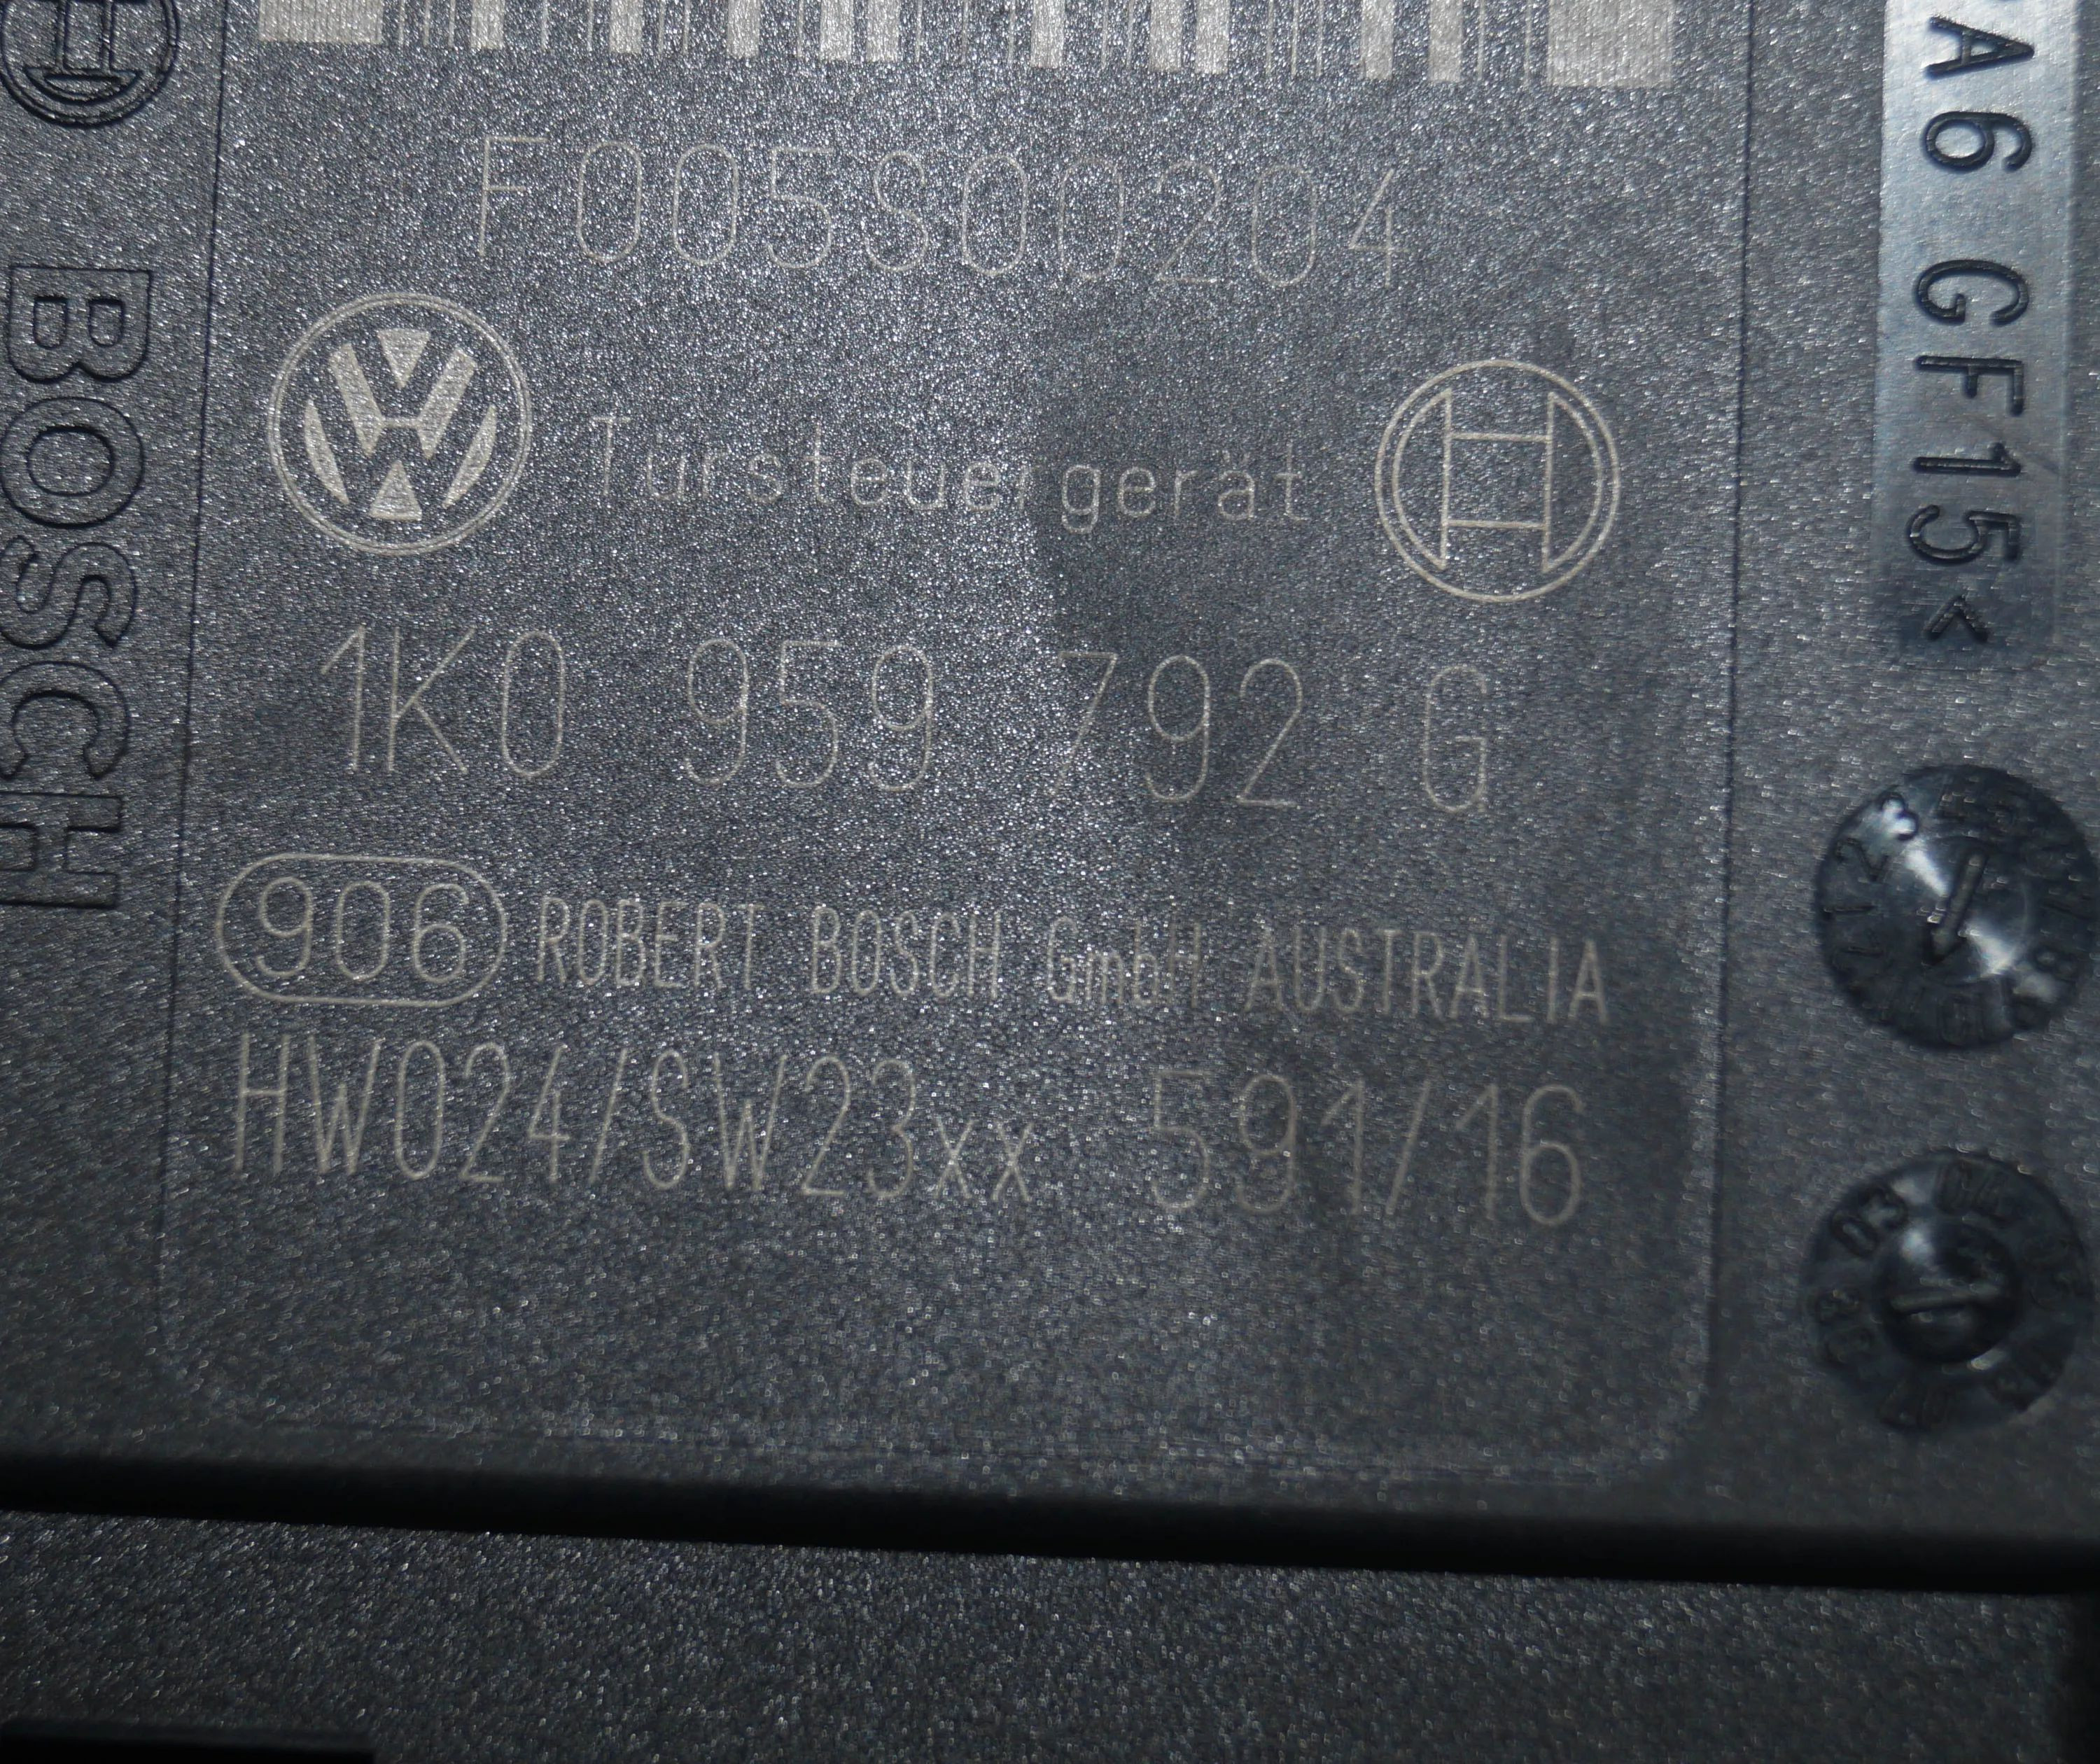 F005S00204
Türsteuergerät
1K0 959 792 G
906 ROBERT BOSCH GmbH AUSTRALIA
HW024/SW23xx 591/16
BOSCH
A6 GF15<